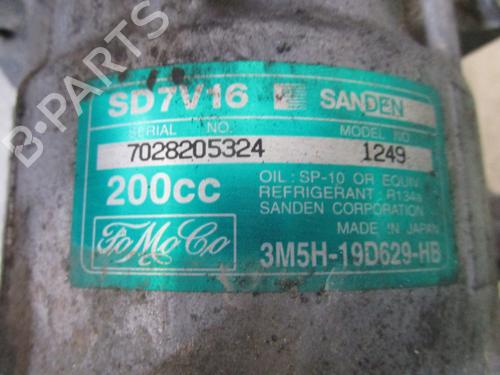 SD7V16 SANDEN
SERIAL NO. MODEL NO.
7028205324 1249
200cc
OIL : SP-10 OR EQUIV
REFRIGERANT : R134a
SANDEN CORPORATION
MADE IN JAPAN
FoMoCo
3M5H-19D629-HB